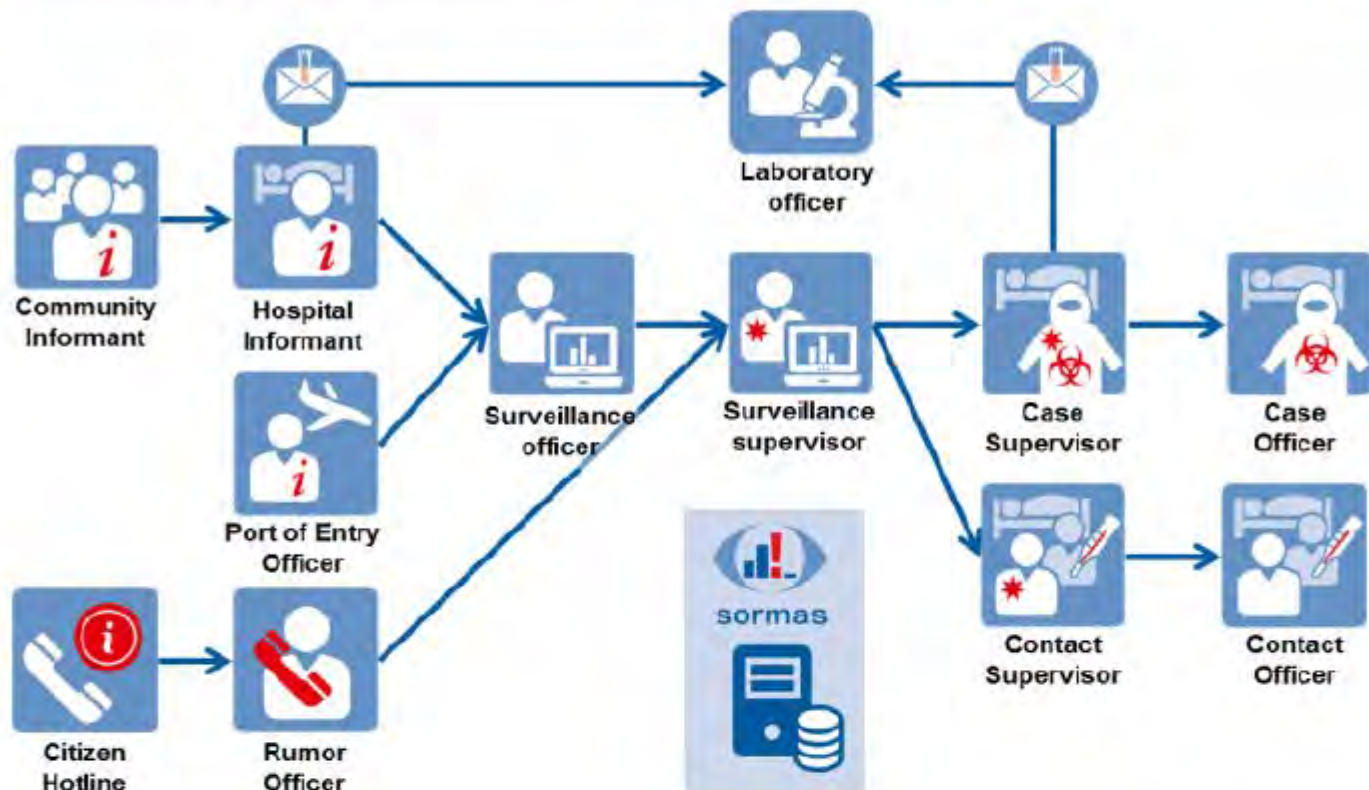 Laboratory
officer
Community
Informant
Hospital
Informant
Surveillance
officer
Surveillance
supervisor
Case
Supervisor
Case
Officer
Port of Entry
Officer
sormas
Contact
Supervisor
Contact
Officer
Citizen
Hotline
Rumor
Officer